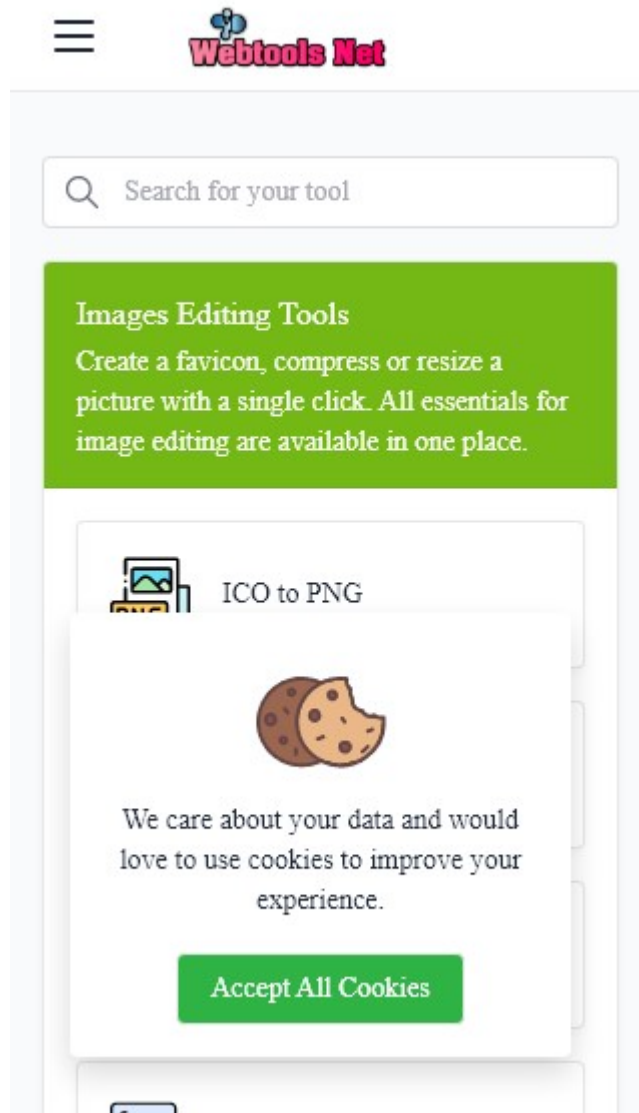 Webtools Net
Search for your tool
Images Editing Tools
Create a favicon, compress or resize a
picture with a single click. All essentials for
image editing are available in one place.
ICO to PNG
PNG
We care about your data and would
love to use cookies to improve your
experience.
Accept All Cookies